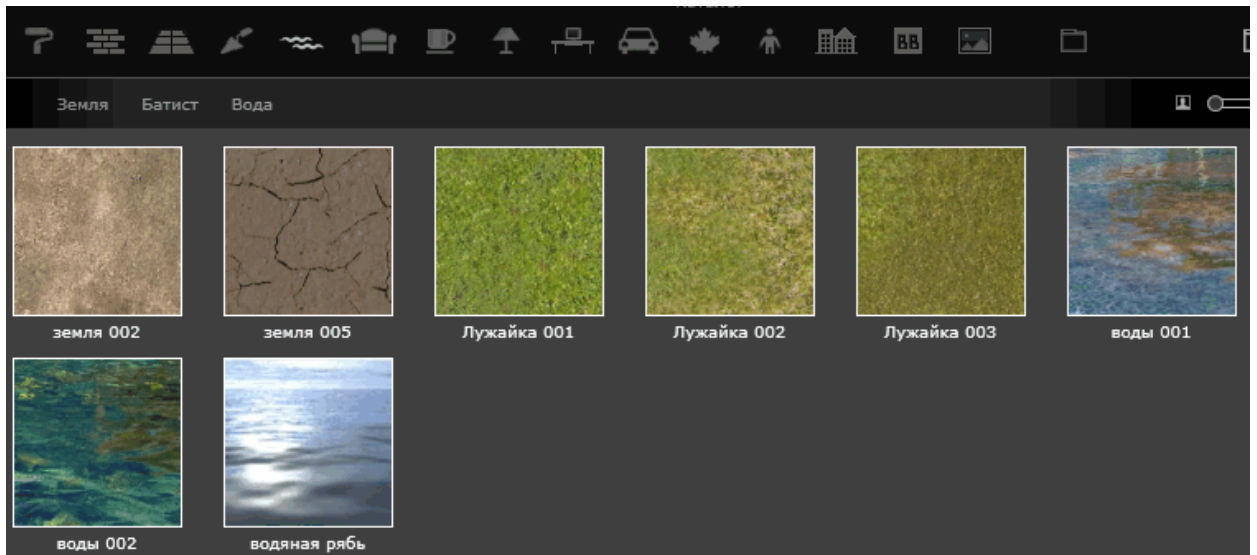 Земля Батист Вода
земля 002 земля 005 Лужайка 001 Лужайка 002 Лужайка 003 воды 001
воды 002 водяная рябь